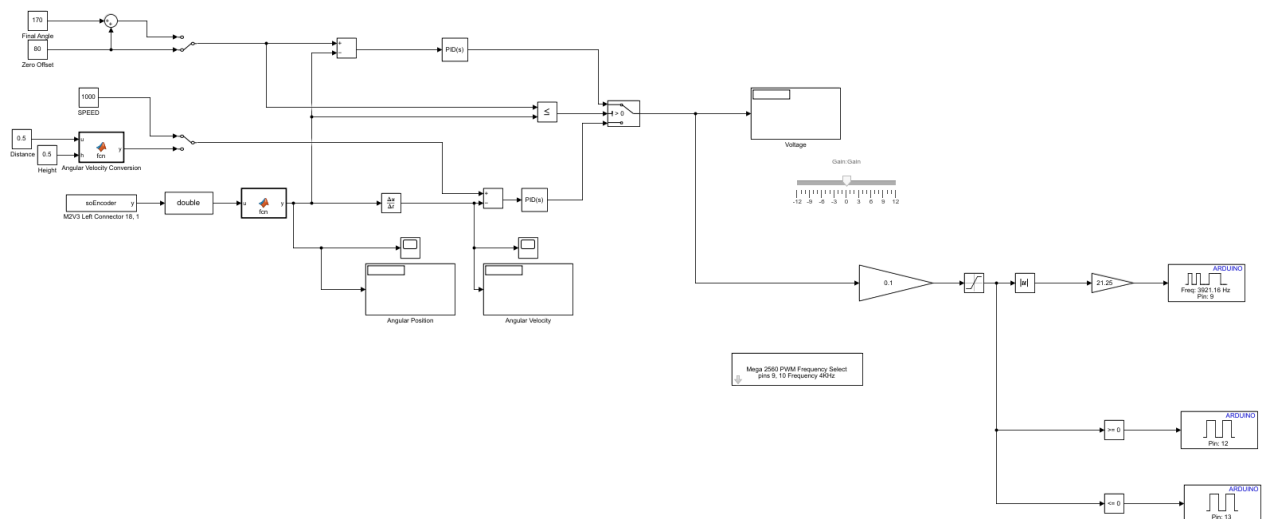 170
Final Angle
80
Zero Offset
+
+
+
−
PID(s)
1000
SPEED
≤
> 0
Voltage
0.5
Distance
0.5
Height
u
h
y
fcn
Angular Velocity Conversion
Gain:Gain
-12 -9 -6 -3 0 3 6 9 12
soEncoder y
M2V3 Left Connector 18, 1
double
u
y
fcn
Δu
Δt
+
−
PID(s)
Angular Position
Angular Velocity
0.1
|u|
21.25
ARDUINO
Freq: 3921.16 Hz
Pin: 9
Mega 2560 PWM Frequency Select
pins 9, 10 Frequency 4KHz
>= 0
ARDUINO
Pin: 12
<= 0
ARDUINO
Pin: 13